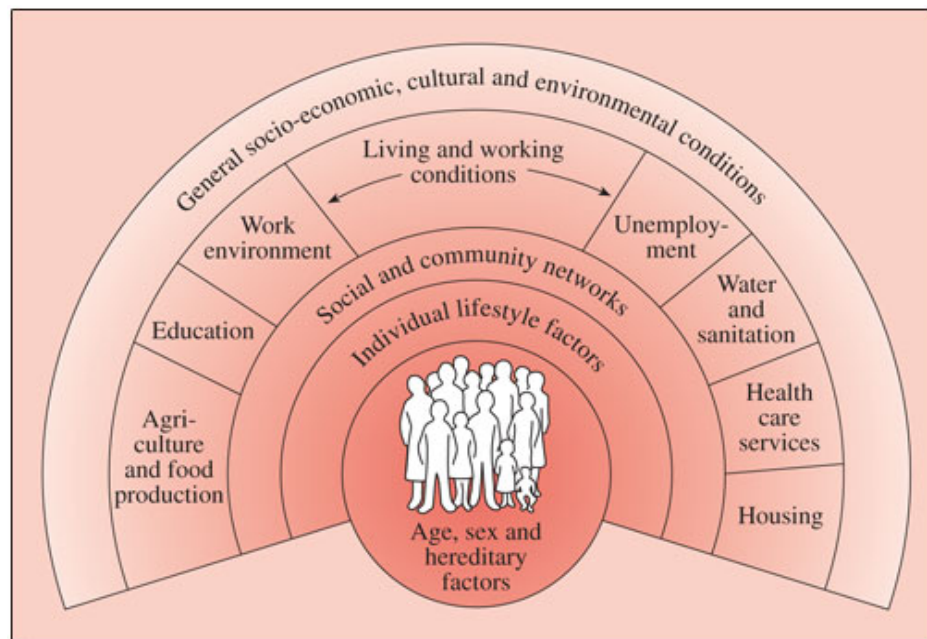 General socio-economic, cultural and environmental conditions
Living and working
conditions
Work
environment
Unemploy-
ment
Education
Water
and
sanitation
Agri-
culture
and food
production
Health
care
services
Housing
Social and community networks
Individual lifestyle factors
Age, sex and
hereditary
factors